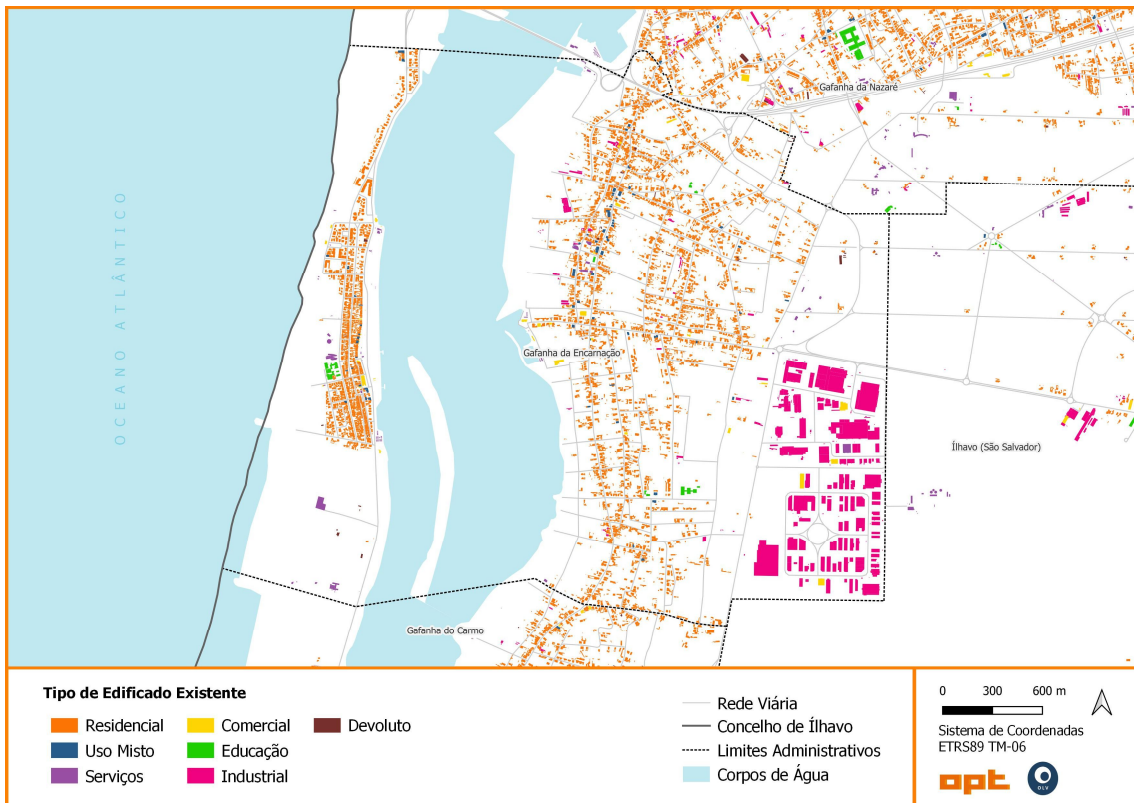 Gafanha da Nazaré
OCEANO ATLÂNTICO
Gafanha da Encarnação
Ílhavo (São Salvador)
Gafanha do Carmo
Tipo de Edificado Existente
Residencial
Comercial
Devoluto
Uso Misto
Educação
Serviços
Industrial
Rede Viária
Concelho de Ílhavo
Limites Administrativos
Corpos de Água
0 300 600 m
Sistema de Coordenadas
ETRS89 TM-06
opt
OLV